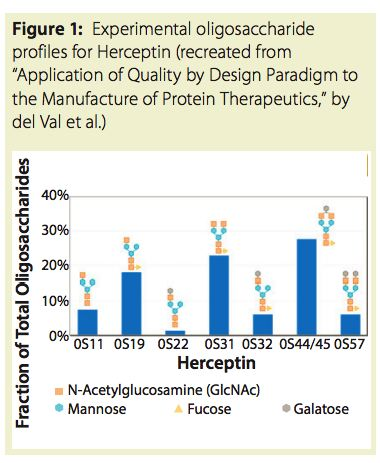 Figure 1: Experimental oligosaccharide
profiles for Herceptin (recreated from
“Application of Quality by Design Paradigm to
the Manufacture of Protein Therapeutics,” by
del Val et al.)
Fraction of Total Oligosaccharides
40%
30%
20%
10%
0%
0S11 0S19 0S22 0S31 0S32 0S44/45 0S57
Herceptin
N-Acetylglucosamine (GlcNAc)
Mannose Fucose Galatose